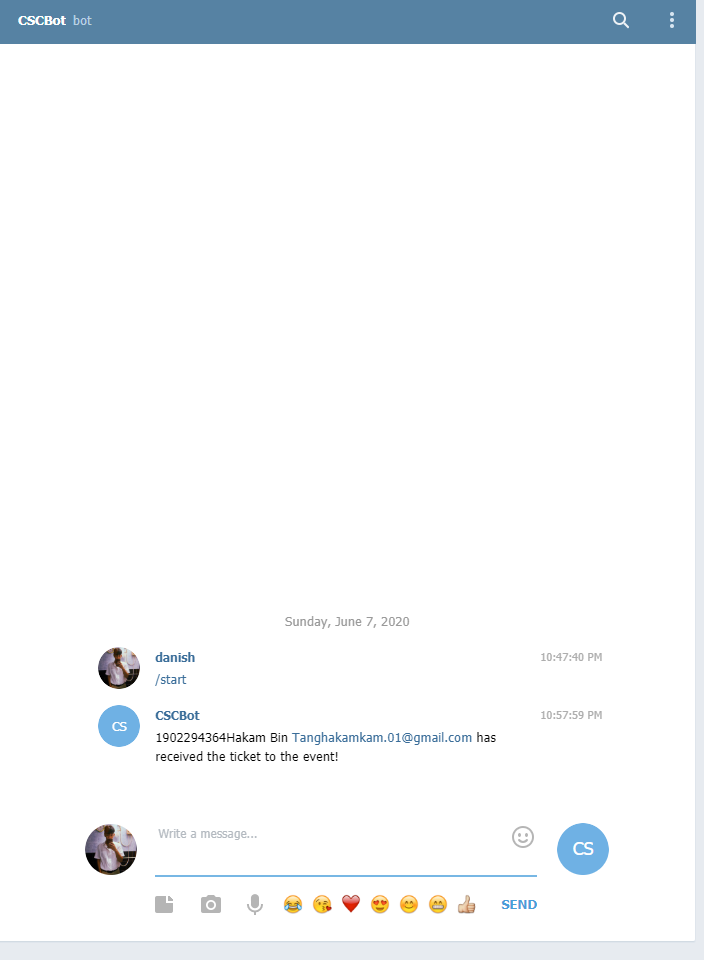 CSCBot bot
Sunday, June 7, 2020
danish 10:47:40 PM
/start
CS CSCBot 10:57:59 PM
1902294364Hakam Bin Tanghakamkam.01@gmail.com has
received the ticket to the event!
Write a message...
CS
SEND